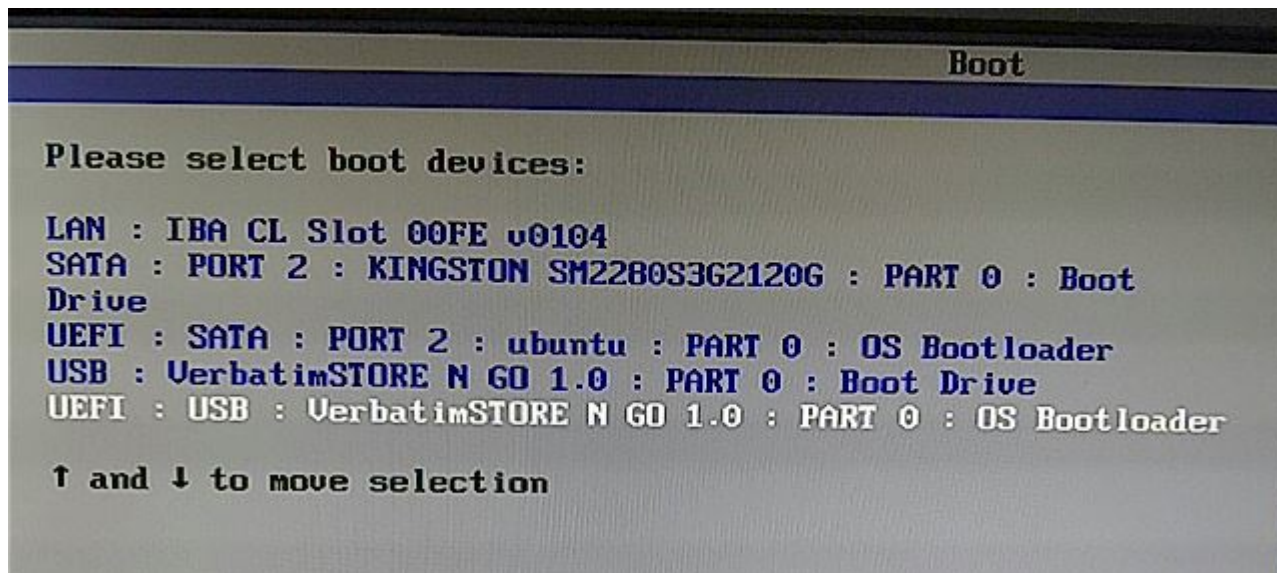 Boot
Please select boot devices:
LAN : IBA CL Slot 00FE v0104
SATA : PORT 2 : KINGSTON SM2280S3G2120G : PART 0 : Boot
Drive
UEFI : SATA : PORT 2 : ubuntu : PART 0 : OS Bootloader
USB : VerbatimSTORE N GO 1.0 : PART 0 : Boot Drive
UEFI : USB : VerbatimSTORE N GO 1.0 : PART 0 : OS Bootloader
↑ and ↓ to move selection